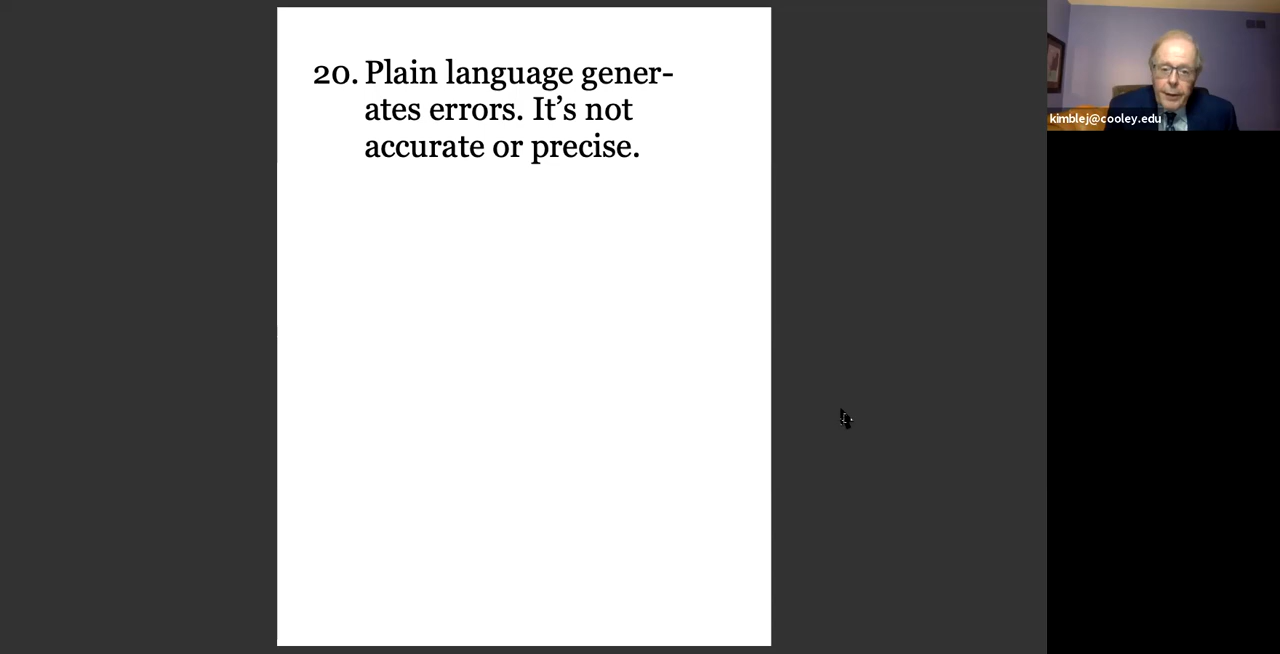 20. Plain language gener-
ates errors. It’s not
accurate or precise.
kimblej@cooley.edu